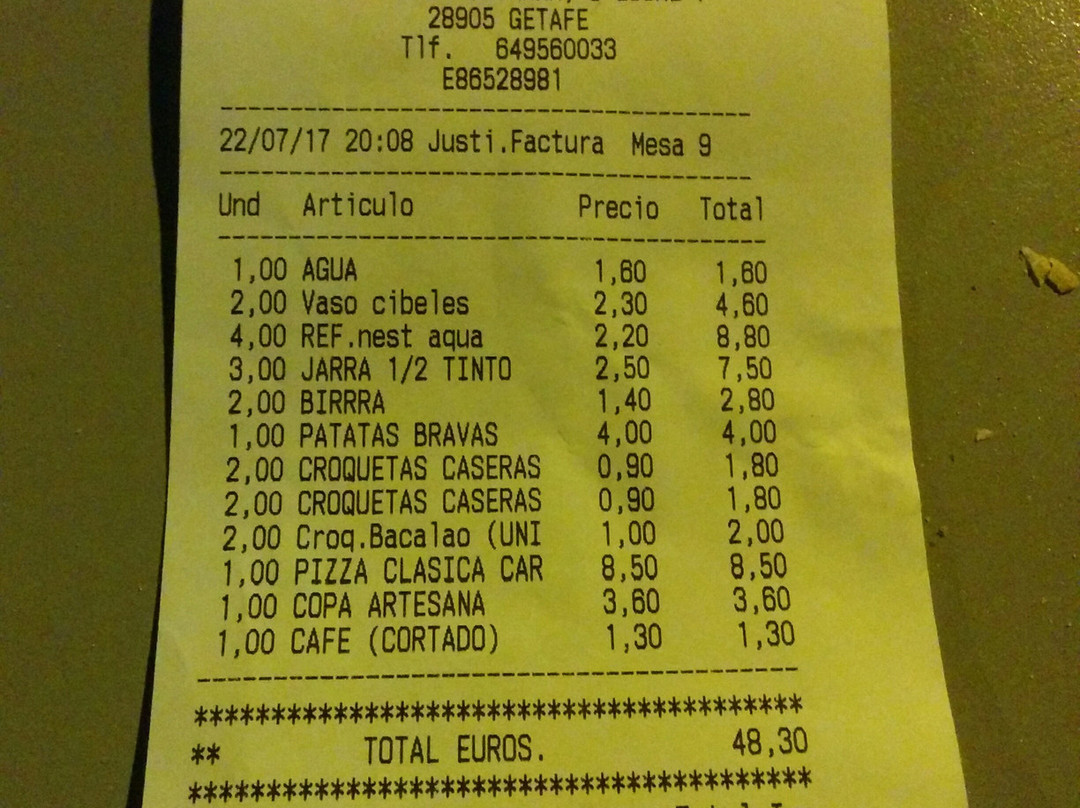 28905 GETAFE
Tlf. 649560033
E86528981
22/07/17 20:08 Justi.Factura Mesa 9
Und Articulo Precio Total
1,00 AGUA 1,60 1,60
2,00 Vaso cibeles 2,30 4,60
4,00 REF.nest aqua 2,20 8,80
3,00 JARRA 1/2 TINTO 2,50 7,50
2,00 BIRRRA 1,40 2,80
1,00 PATATAS BRAVAS 4,00 4,00
2,00 CROQUETAS CASERAS 0,90 1,80
2,00 CROQUETAS CASERAS 0,90 1,80
2,00 Croq.Bacalao (UNI 1,00 2,00
1,00 PIZZA CLASICA CAR 8,50 8,50
1,00 COPA ARTESANA 3,60 3,60
1,00 CAFE (CORTADO) 1,30 1,30
****************************************
** TOTAL EUROS. 48,30
****************************************